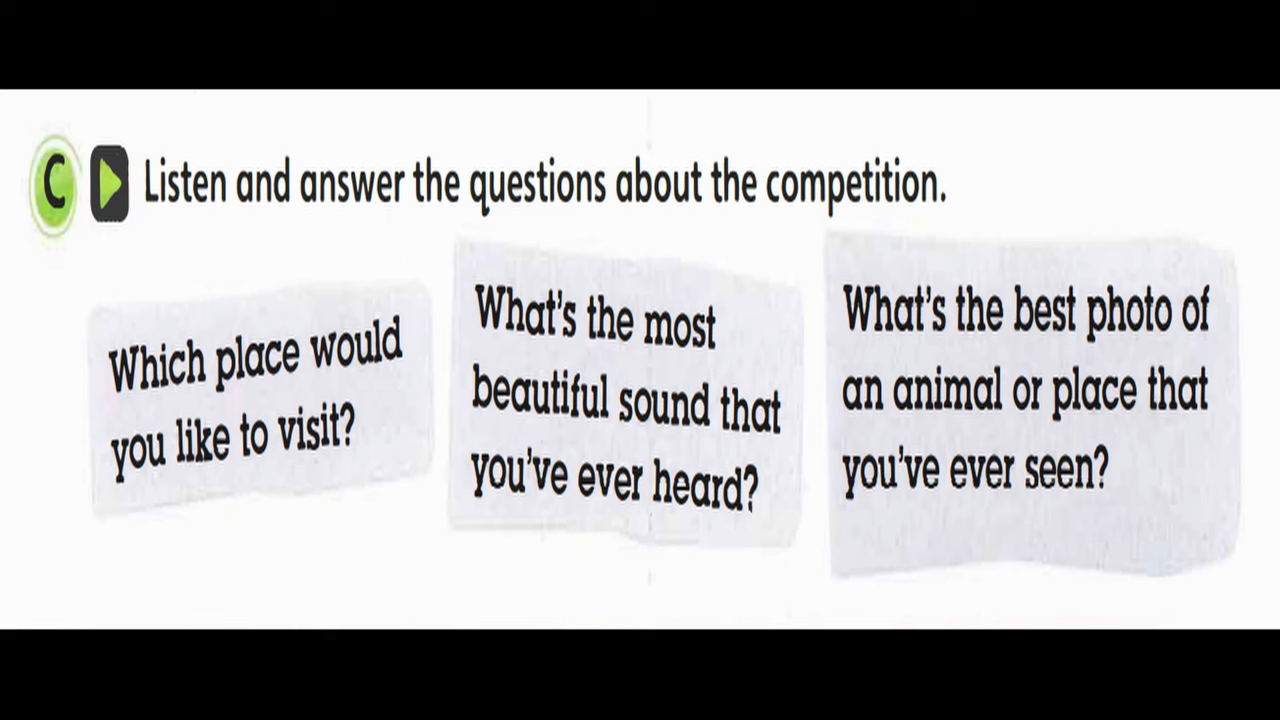 C Listen and answer the questions about the competition.
Which place would
you like to visit?
What's the most
beautiful sound that
you've ever heard?
What's the best photo of
an animal or place that
you've ever seen?